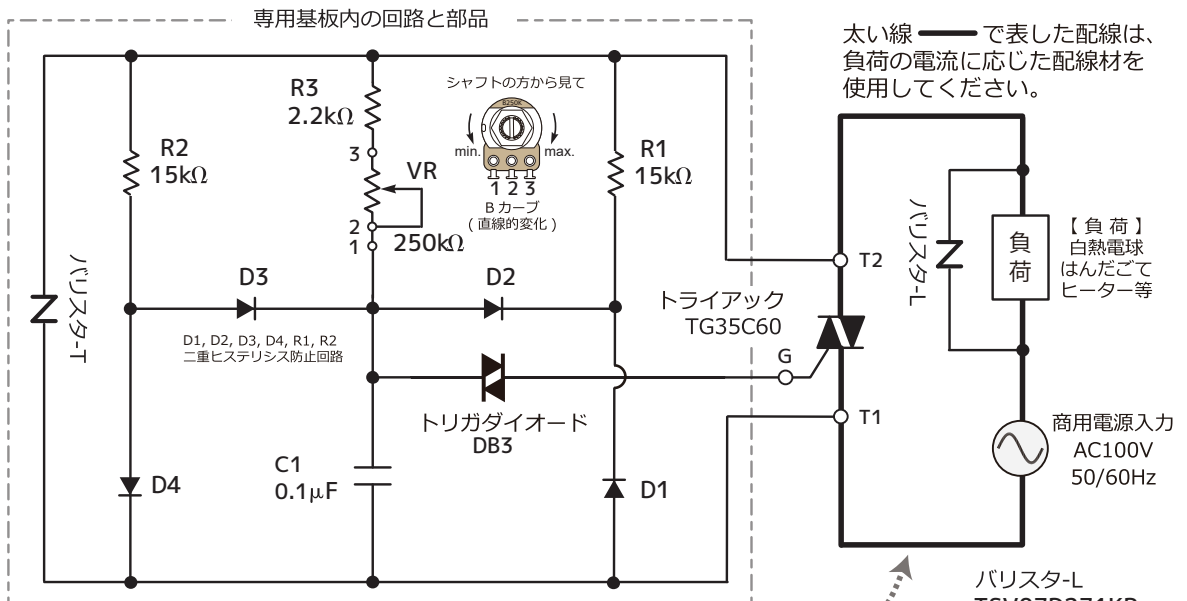 専用基板内の回路と部品
太い線 で表した配線は、
負荷の電流に応じた配線材を
使用してください。
シャフトの方から見て
B250K
min.
max.
1 2 3
B カーブ
( 直線的変化 )
R3
2.2kΩ
3
VR
2
1
250kΩ
R2
15kΩ
R1
15kΩ
バリスタ-T
D3
D2
D1, D2, D3, D4, R1, R2
二重ヒステリシス防止回路
トリガダイオード
DB3
C1
0.1μF
D4
D1
トライアック
TG35C60
G
T2
T1
バリスタ-L
負荷
【 負 荷 】
白熱電球
はんだごて
ヒーター等
商用電源入力
AC100V
50/60Hz
バリスタ-L